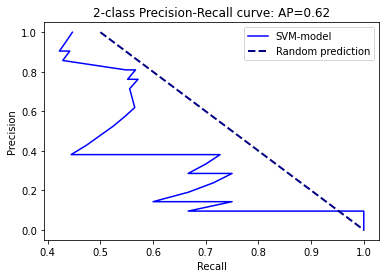 2-class Precision-Recall curve: AP=0.62
SVM-model
Random prediction
Precision
1.0
0.8
0.6
0.4
0.2
0.0
0.4 0.5 0.6 0.7 0.8 0.9 1.0
Recall